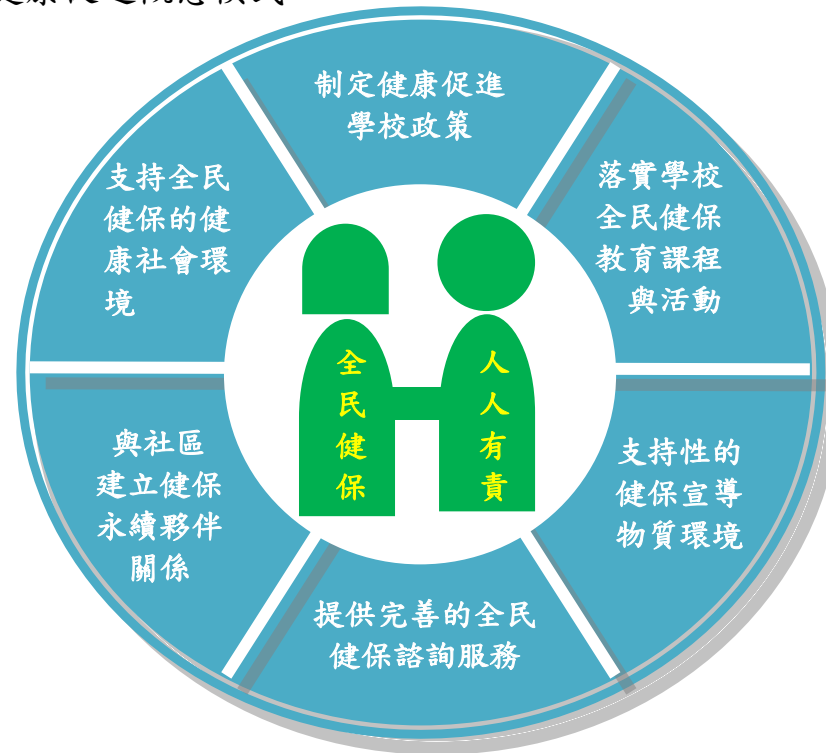 制定健康促進
學校政策
落實學校
全民健保
教育課程
與活動
支持性的
健保宣導
物質環境
提供完善的全民
健保諮詢服務
與社區
建立健保
永續夥伴
關係
支持全民
健保的健
康社會環
境
全民健保
人人有責